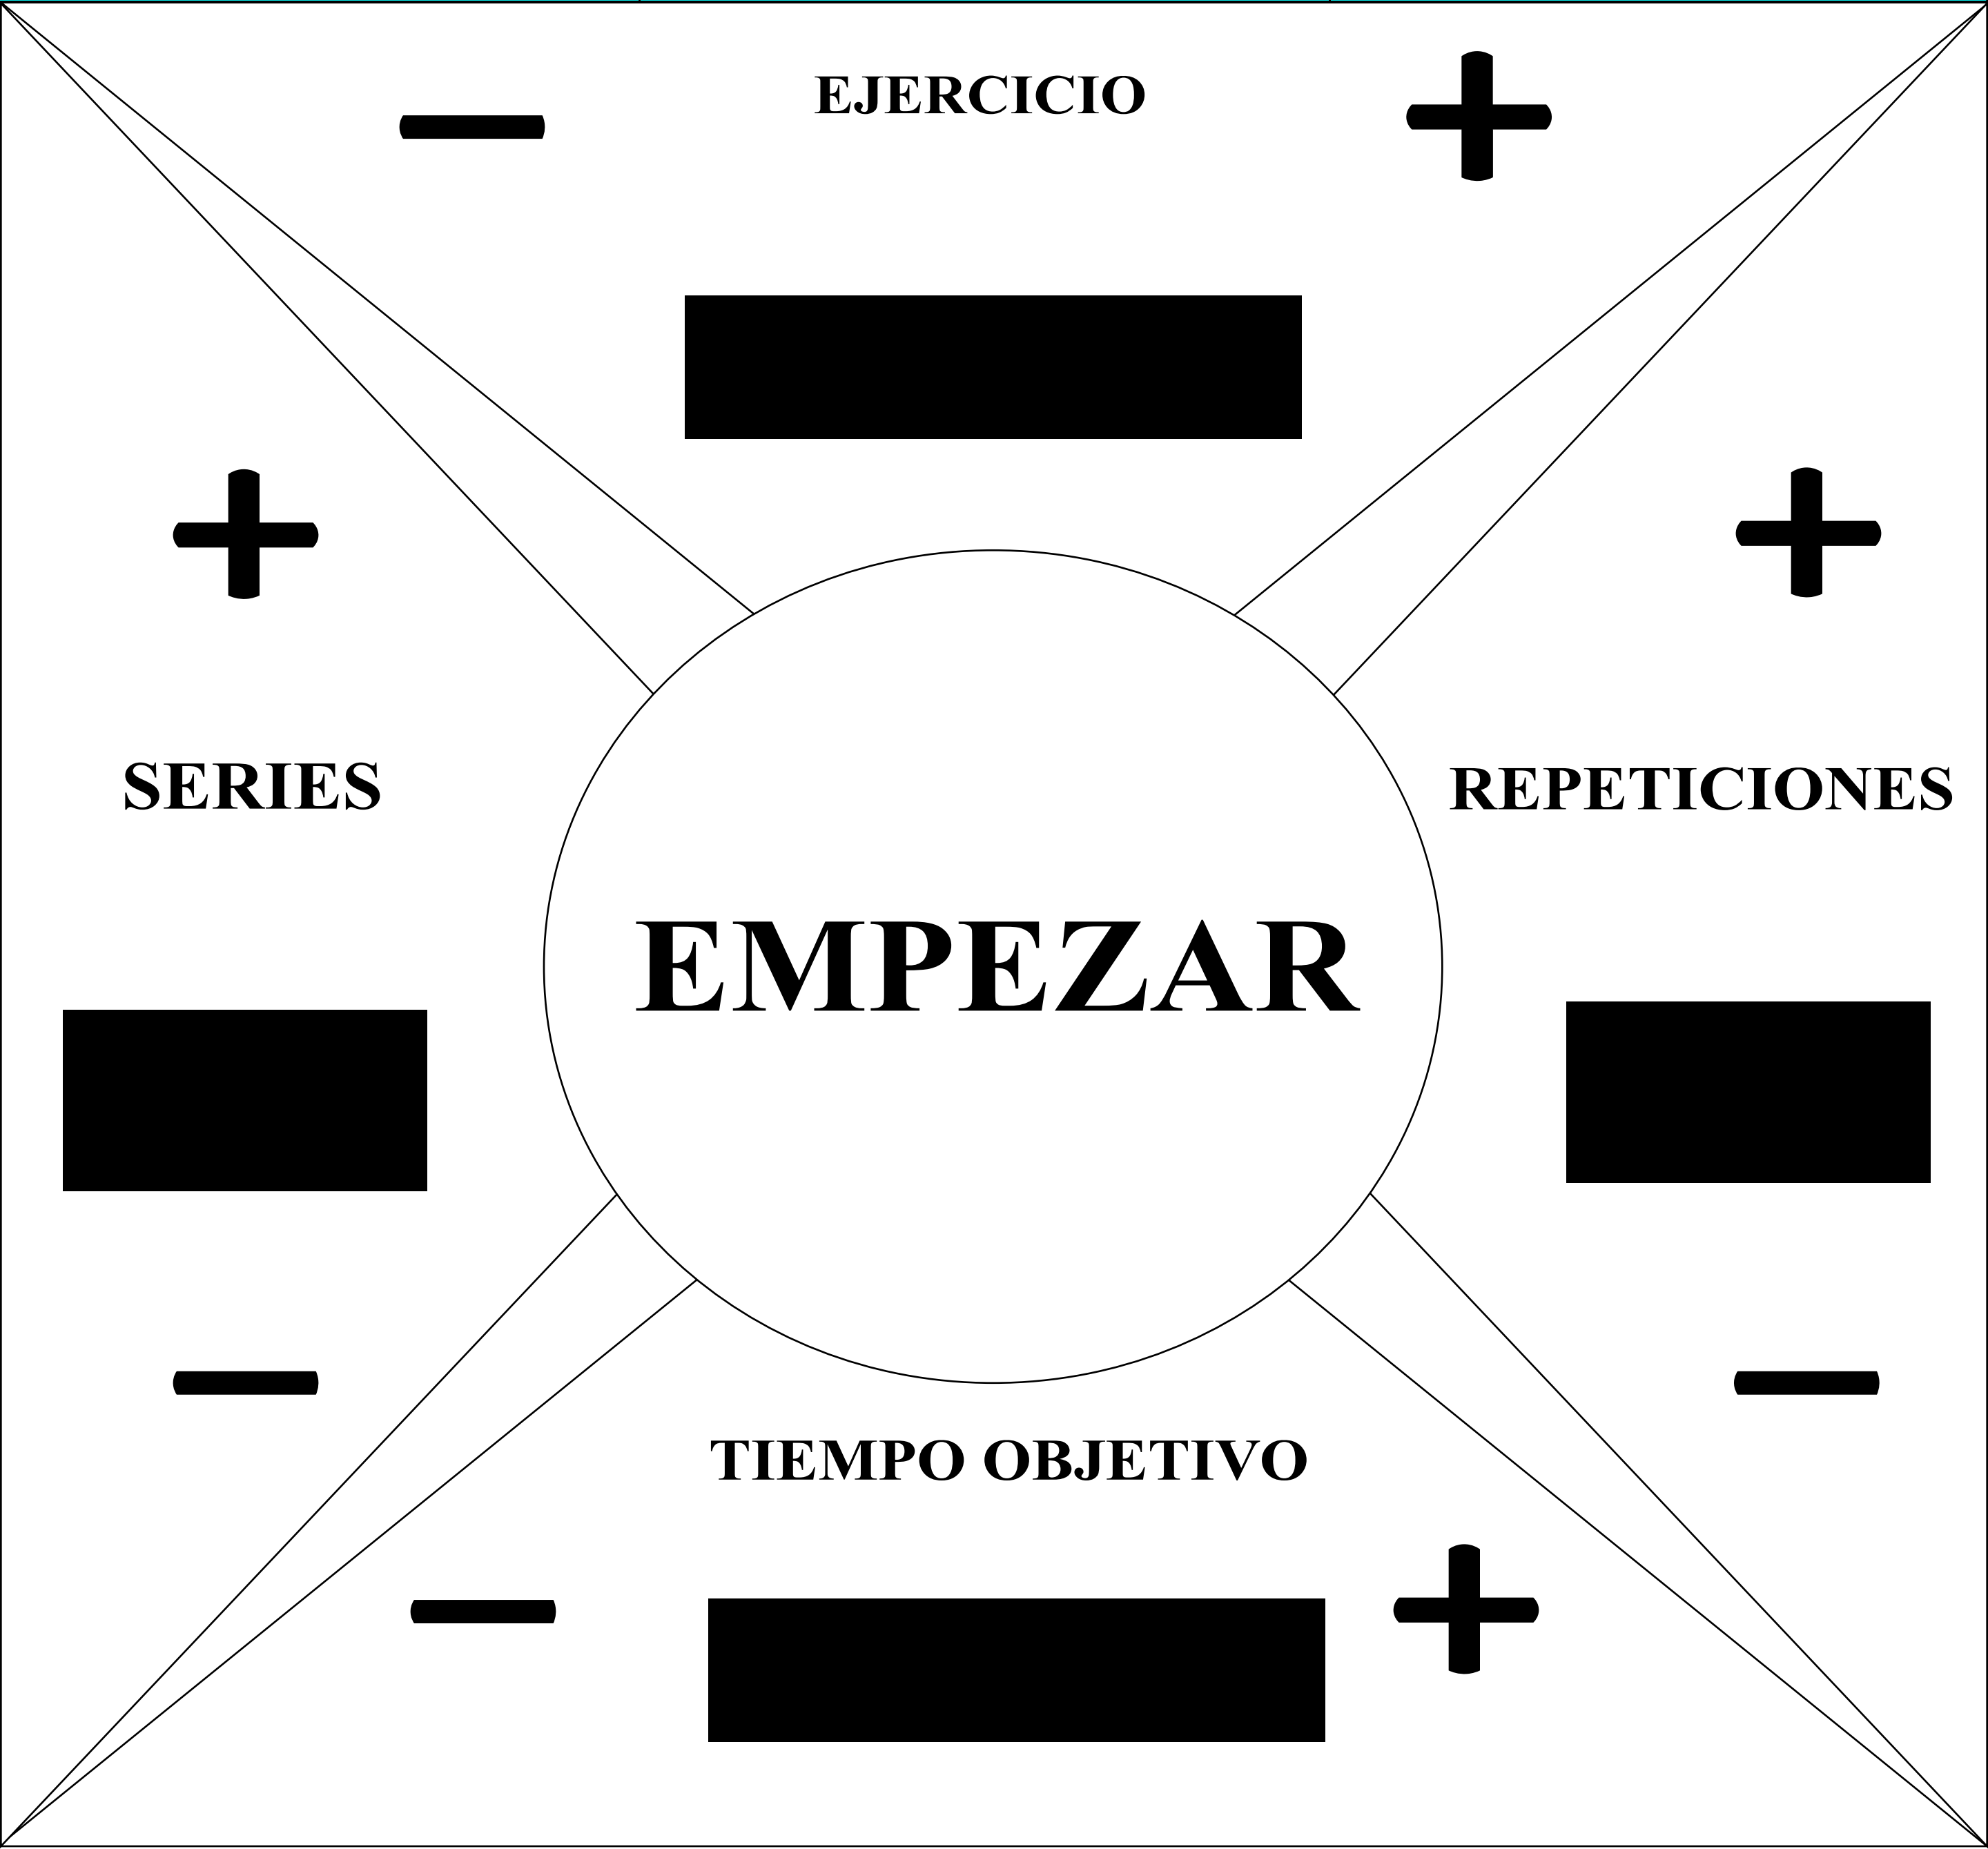 EJERCICIO
- +
+ +
SERIES
REPETICIONES
EMPEZAR
- -
TIEMPO OBJETIVO
- +